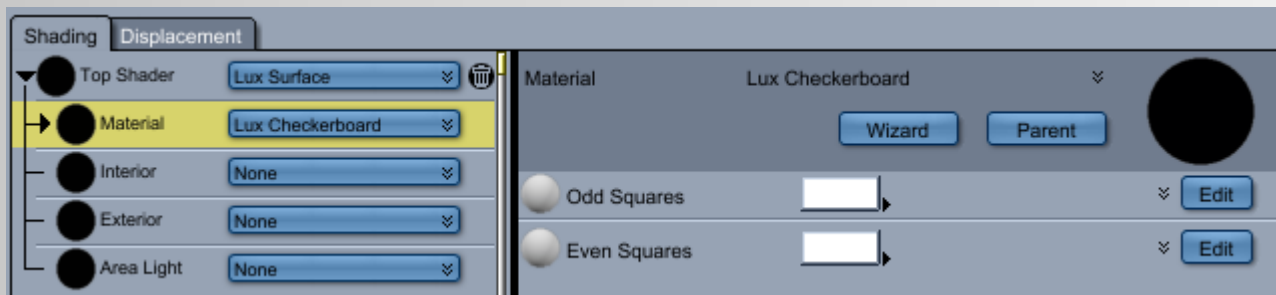 Shading Displacement
Top Shader Lux Surface
Material Lux Checkerboard
Interior None
Exterior None
Area Light None
Material Lux Checkerboard
Wizard Parent
Odd Squares Edit
Even Squares Edit